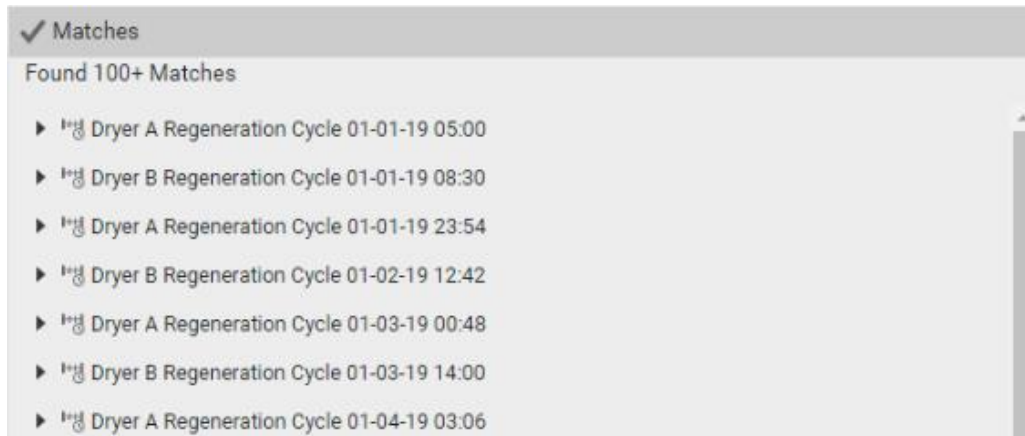 Matches
Found 100+ Matches
Dryer A Regeneration Cycle 01-01-19 05:00
Dryer B Regeneration Cycle 01-01-19 08:30
Dryer A Regeneration Cycle 01-01-19 23:54
Dryer B Regeneration Cycle 01-02-19 12:42
Dryer A Regeneration Cycle 01-03-19 00:48
Dryer B Regeneration Cycle 01-03-19 14:00
Dryer A Regeneration Cycle 01-04-19 03:06